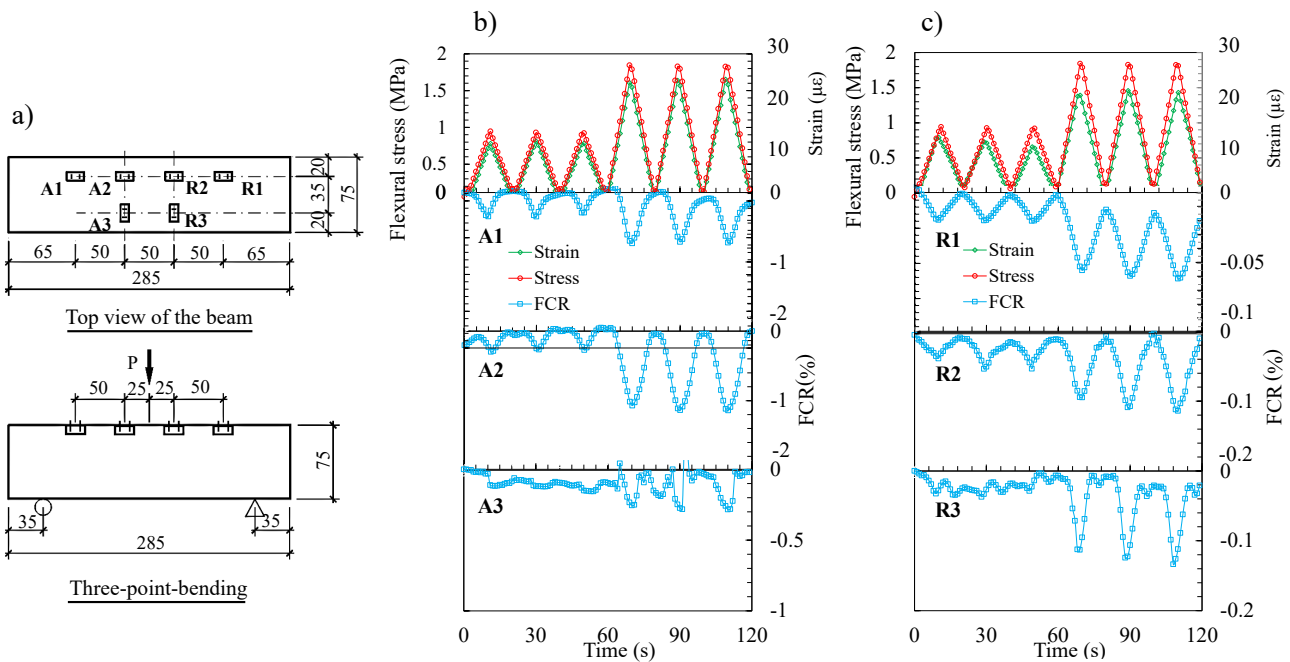 a)
A1 A2 R2 R1
A3 R3
20
35
20
75
65 50 50 50 65
285
Top view of the beam
P
50 25 25 50
75
35 35
285
Three-point-bending
b)
Flexural stress (MPa)
2
1.5
1
0.5
0
30
20
10
0
Strain (με)
A1
Strain
Stress
FCR
-1
-2
0
A2
-1
-2
0
A3
-0.5
-1
FCR(%)
0 30 60 90 120
Time (s)
c)
Flexural stress (MPa)
2
1.5
1
0.5
0
30
20
10
0
Strain (με)
R1
Strain
Stress
FCR
-0.05
-0.1
0
R2
-0.1
-0.2
0
R3
-0.1
-0.2
FCR (%)
0 30 60 90 120
Time (s)